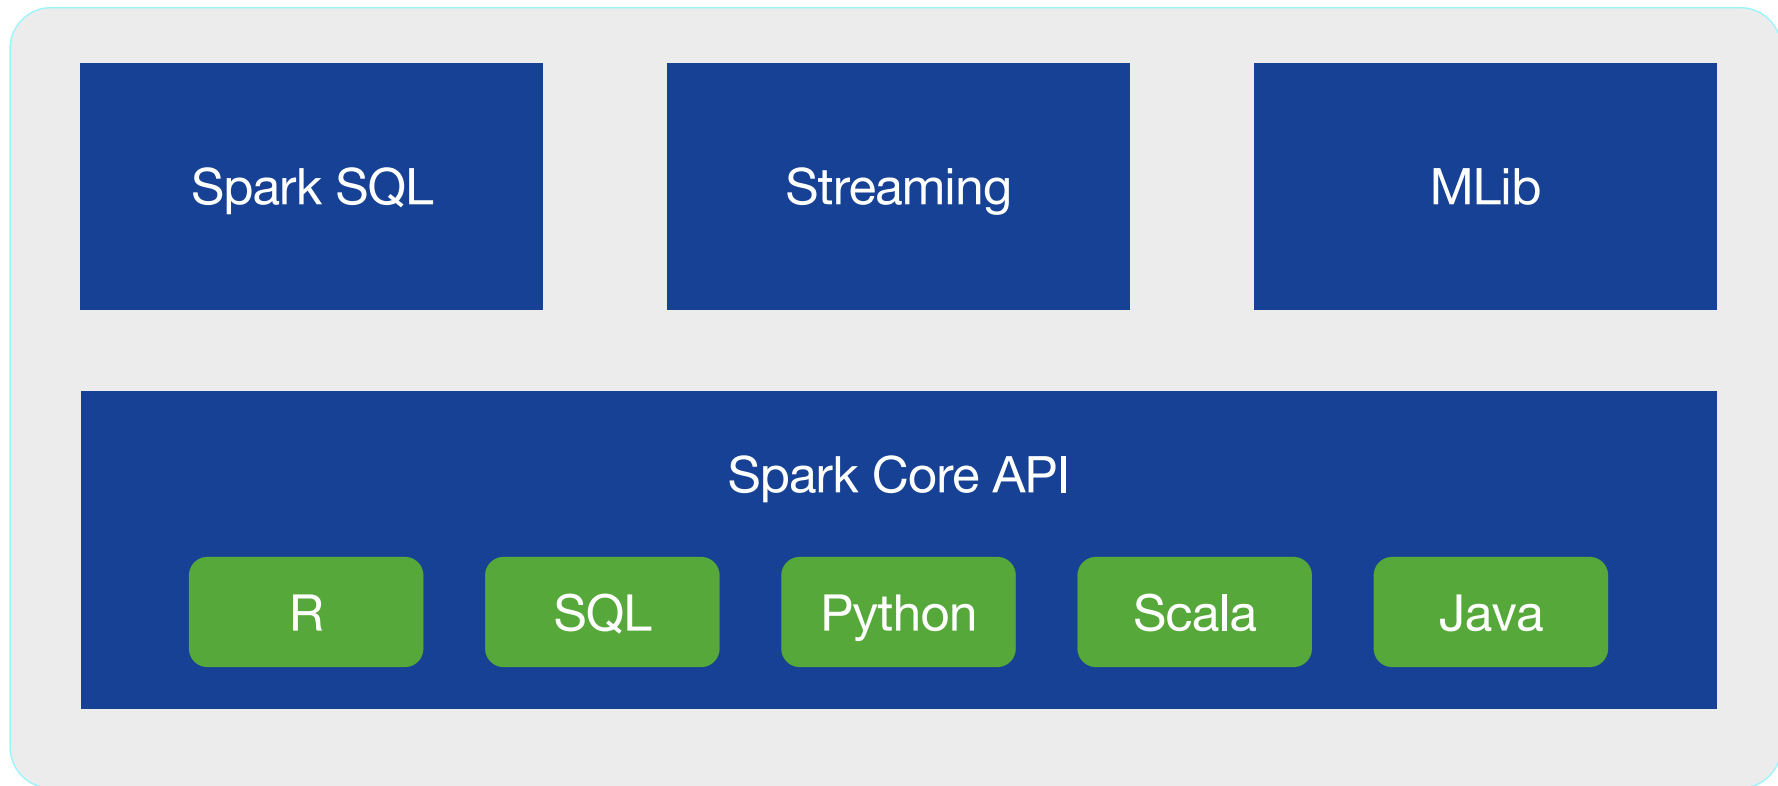 Spark SQL
Streaming
MLib
Spark Core API
R
SQL
Python
Scala
Java